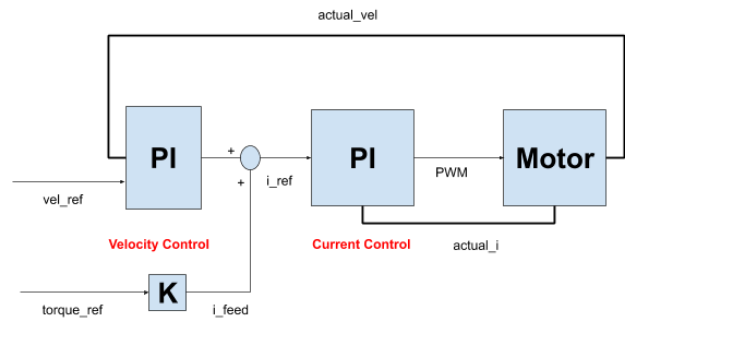 actual_vel
PI
+
PI
Motor
+
i_ref
PWM
vel_ref
Velocity Control
Current Control
actual_i
K
torque_ref
i_feed